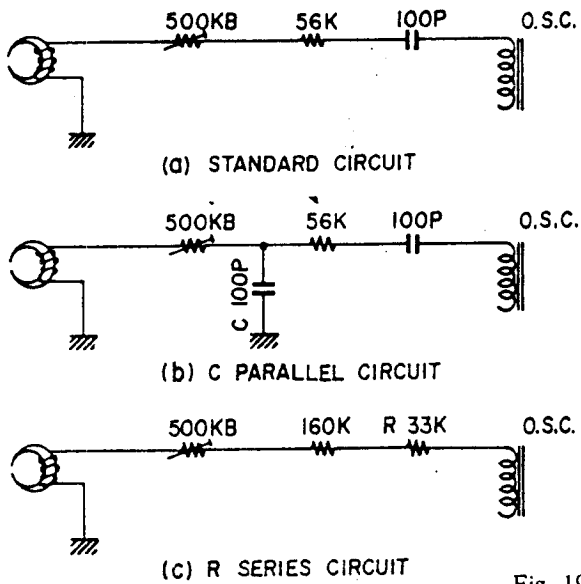 500KB 56K 100P O.S.C.
(a) STANDARD CIRCUIT
500KB 56K 100P O.S.C.
C 100P
(b) C PARALLEL CIRCUIT
500KB 160K R 33K O.S.C.
(c) R SERIES CIRCUIT